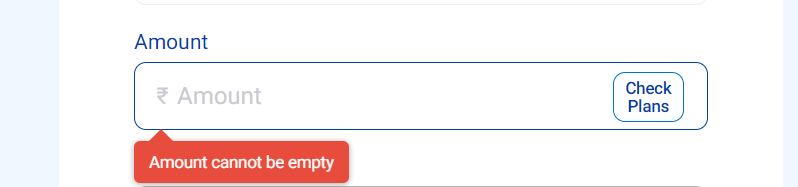 Amount
₹ Amount
Check
Plans
Amount cannot be empty